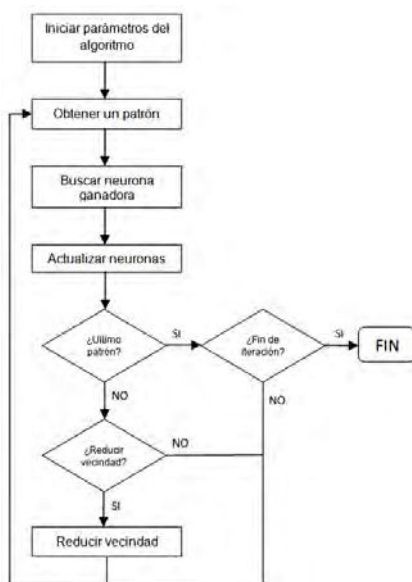 Iniciar parámetros del
algoritmo
Obtener un patrón
Buscar neurona
ganadora
Actualizar neuronas
¿Ultimo
patrón?
SI
¿Fin de
iteración?
SI
FIN
NO
NO
¿Reducir
vecindad?
NO
SI
Reducir vecindad